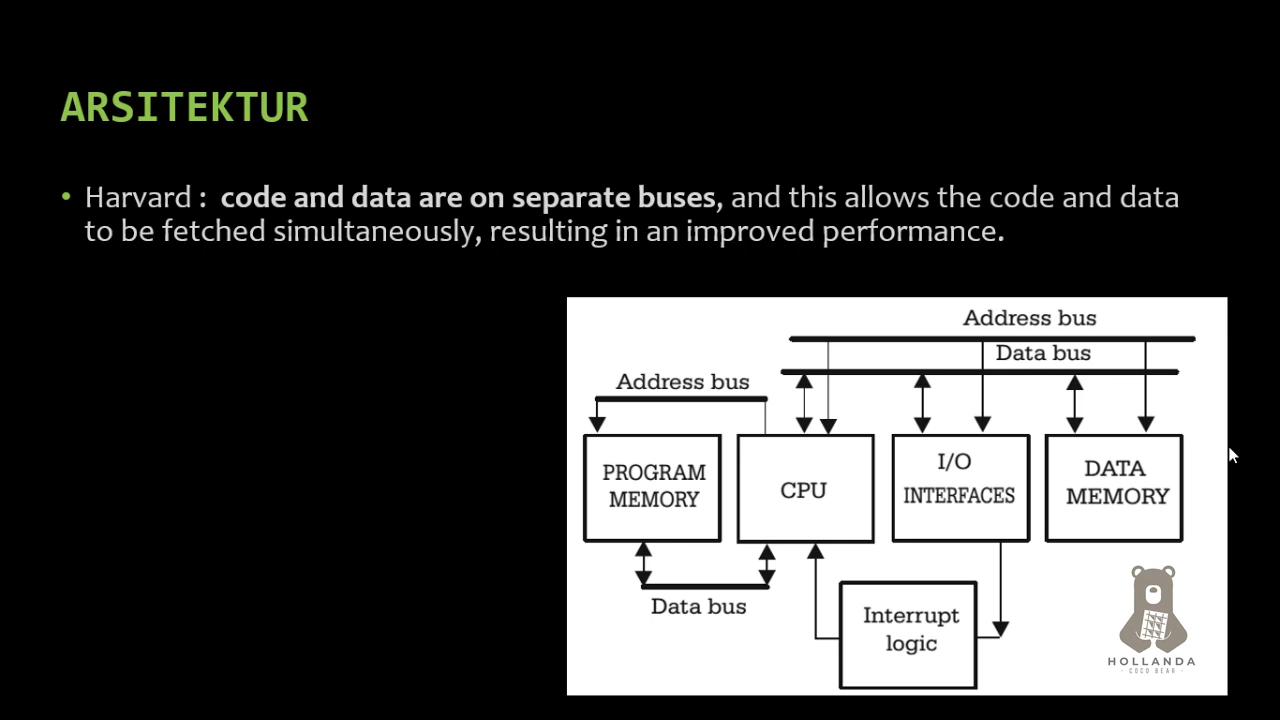 ARSITEKTUR
• Harvard : code and data are on separate buses, and this allows the code and data
to be fetched simultaneously, resulting in an improved performance.
Address bus
Data bus
Address bus
PROGRAM
MEMORY
CPU
I/O
INTERFACES
DATA
MEMORY
Data bus
Interrupt
logic
HOLLANDA
- COCO BEAR -